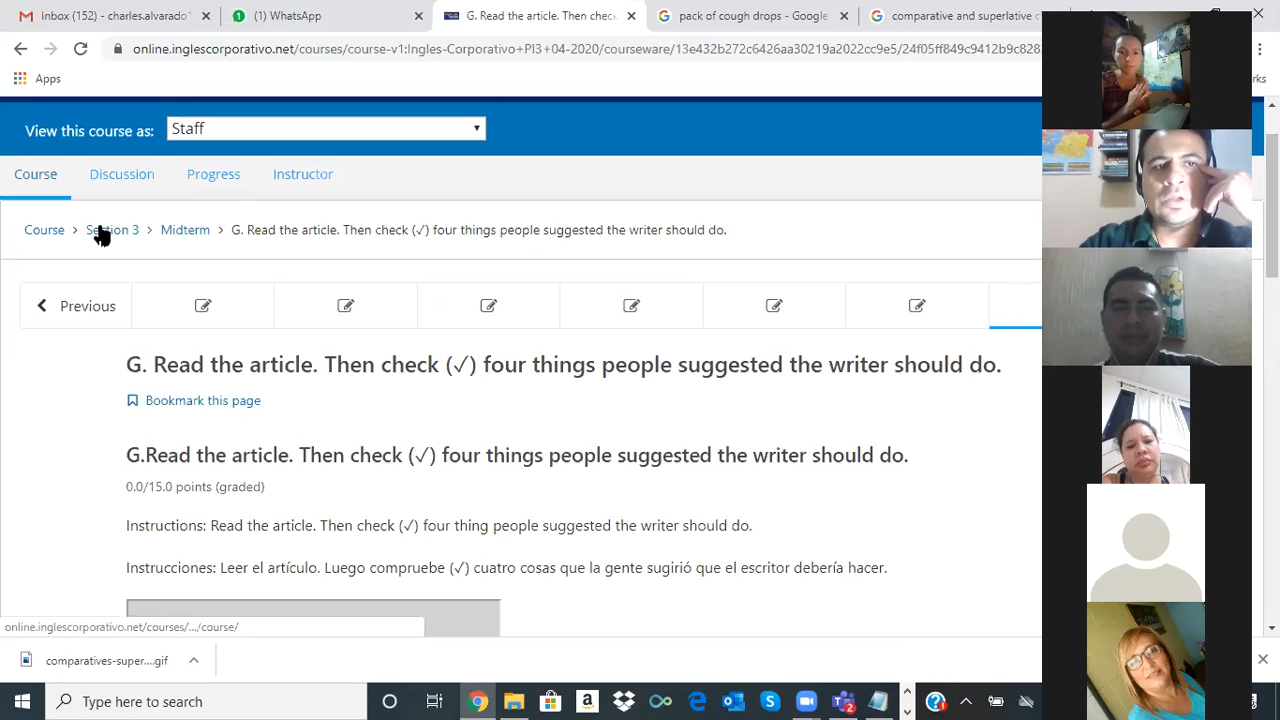 Inbox (152) - charles.alvarado
(1) WhatsApp
G. Read the article. Then chec
pack of cough drops - Google
comparative and superlative
online.inglescorporativo.net/courses/course-v1:Ingles-Corporativo+PI3+04-2020/courseware/13e432b272c6426aa30219a2022cc9e5/24f05ff849c9412b9c828
Apps
View this course as:
Staff
Course
Discussion
Progress
Instructor
Course > Section 3 > Midterm > G. Read the article. Then check (✓) four things people suggested the writer should do.
Previous
G. Read the article. Then check (✓) four things people suggested the writer should do.
Bookmark this page
G.Read the article. Then check (✓) four things people suggested the writer should do.
0.0/15.0 points (graded)
Instructions: Read the article. Then check (✓) four thing people suggested the writer should do.
Instrucciones: Leer el artículo. Luego compruebe (✓) cuatro cosas que la gente sugirió que el escritor debería hacer.
online.inglescorporativo.net/courses/.../course/
comparatives-super....gif
Type here to search